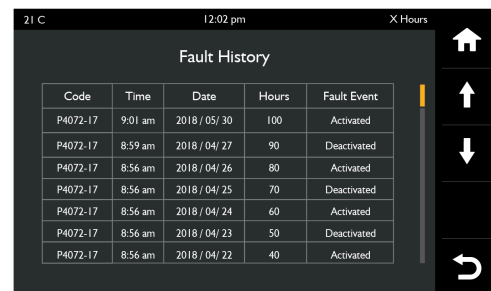 21 C 12:02 pm X Hours
Fault History
Code Time Date Hours Fault Event
P4072-17 9:01 am 2018 / 05/ 30 100 Activated
P4072-17 8:59 am 2018 / 04/ 27 90 Deactivated
P4072-17 8:56 am 2018 / 04/ 26 80 Activated
P4072-17 8:56 am 2018 / 04/ 25 70 Deactivated
P4072-17 8:56 am 2018 / 04/ 24 60 Activated
P4072-17 8:56 am 2018 / 04/ 23 50 Deactivated
P4072-17 8:56 am 2018 / 04/ 22 40 Activated